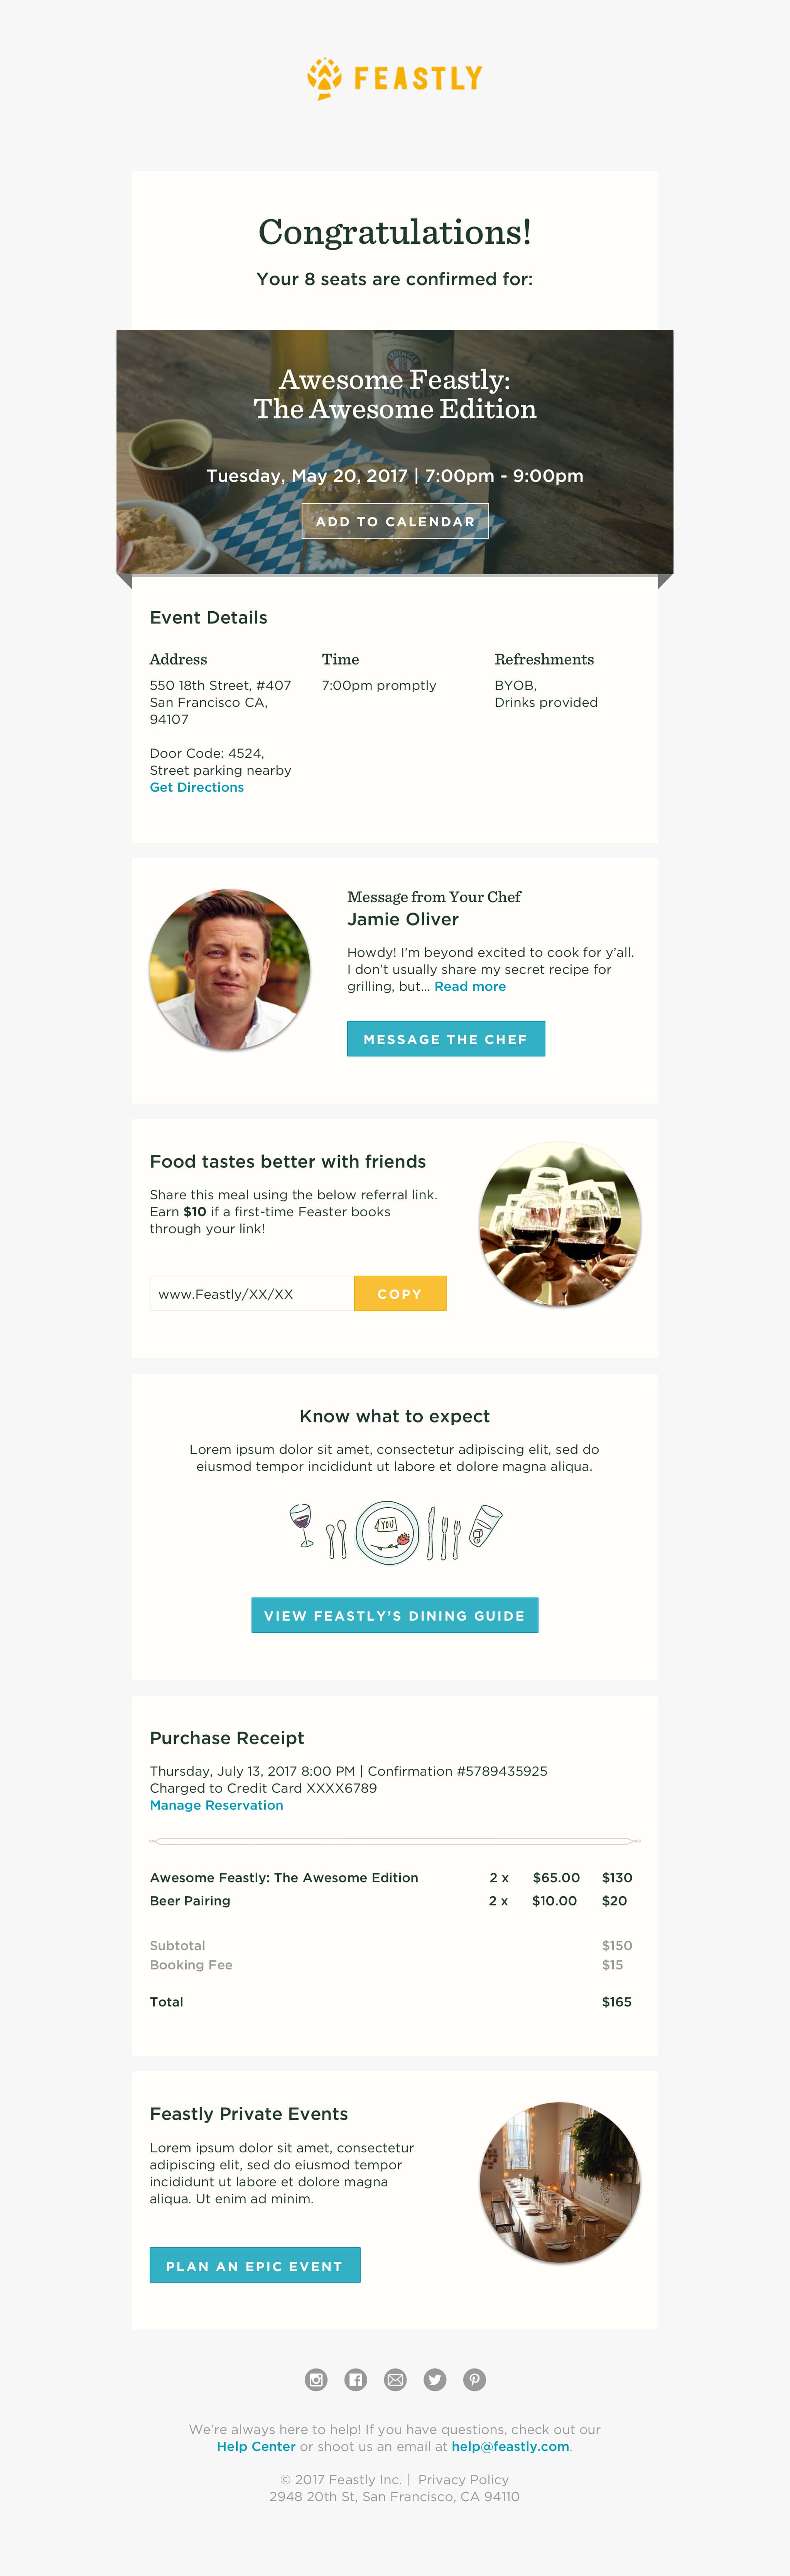 FEASTLY
Congratulations!
Your 8 seats are confirmed for:
Awesome Feastly:
The Awesome Edition
Tuesday, May 20, 2017 | 7:00pm - 9:00pm
ADD TO CALENDAR
Event Details
Address
550 18th Street, #407
San Francisco CA,
94107
Door Code: 4524,
Street parking nearby
Get Directions
Time
7:00pm promptly
Refreshments
BYOB,
Drinks provided
Message from Your Chef
Jamie Oliver
Howdy! I'm beyond excited to cook for y'all.
I don't usually share my secret recipe for
grilling, but... Read more
MESSAGE THE CHEF
Food tastes better with friends
Share this meal using the below referral link.
Earn $10 if a first-time Feaster books
through your link!
www.Feastly/XX/XX
COPY
Know what to expect
Lorem ipsum dolor sit amet, consectetur adipiscing elit, sed do
eiusmod tempor incididunt ut labore et dolore magna aliqua.
YOU
VIEW FEASTLY'S DINING GUIDE
Purchase Receipt
Thursday, July 13, 2017 8:00 PM | Confirmation #5789435925
Charged to Credit Card XXXX6789
Manage Reservation
Awesome Feastly: The Awesome Edition 2 x $65.00 $130
Beer Pairing 2 x $10.00 $20
Subtotal $150
Booking Fee $15
Total $165
Feastly Private Events
Lorem ipsum dolor sit amet, consectetur
adipiscing elit, sed do eiusmod tempor
incididunt ut labore et dolore magna
aliqua. Ut enim ad minim.
PLAN AN EPIC EVENT
We're always here to help! If you have questions, check out our
Help Center or shoot us an email at help@feastly.com.
© 2017 Feastly Inc. | Privacy Policy
2948 20th St, San Francisco, CA 94110